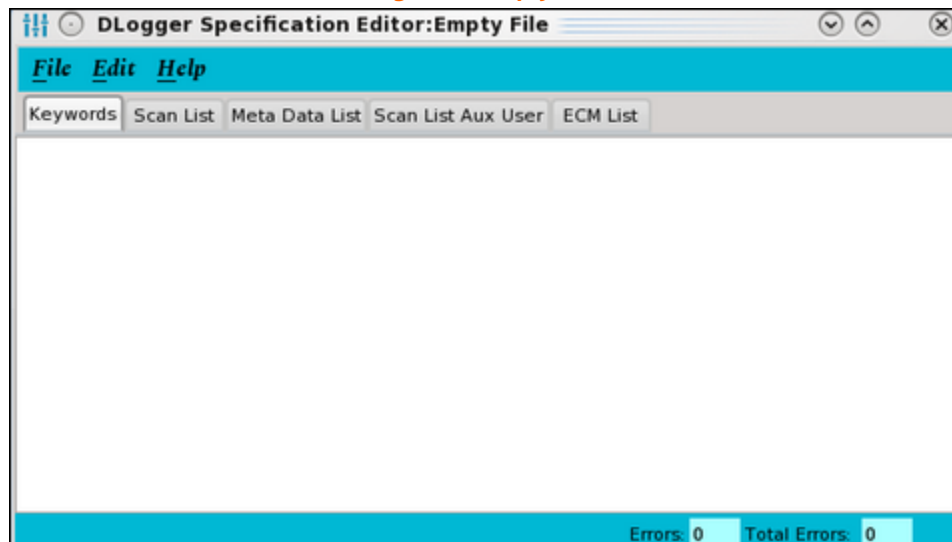 DLogger Specification Editor:Empty File
File Edit Help
Keywords Scan List Meta Data List Scan List Aux User ECM List
Errors: 0 Total Errors: 0